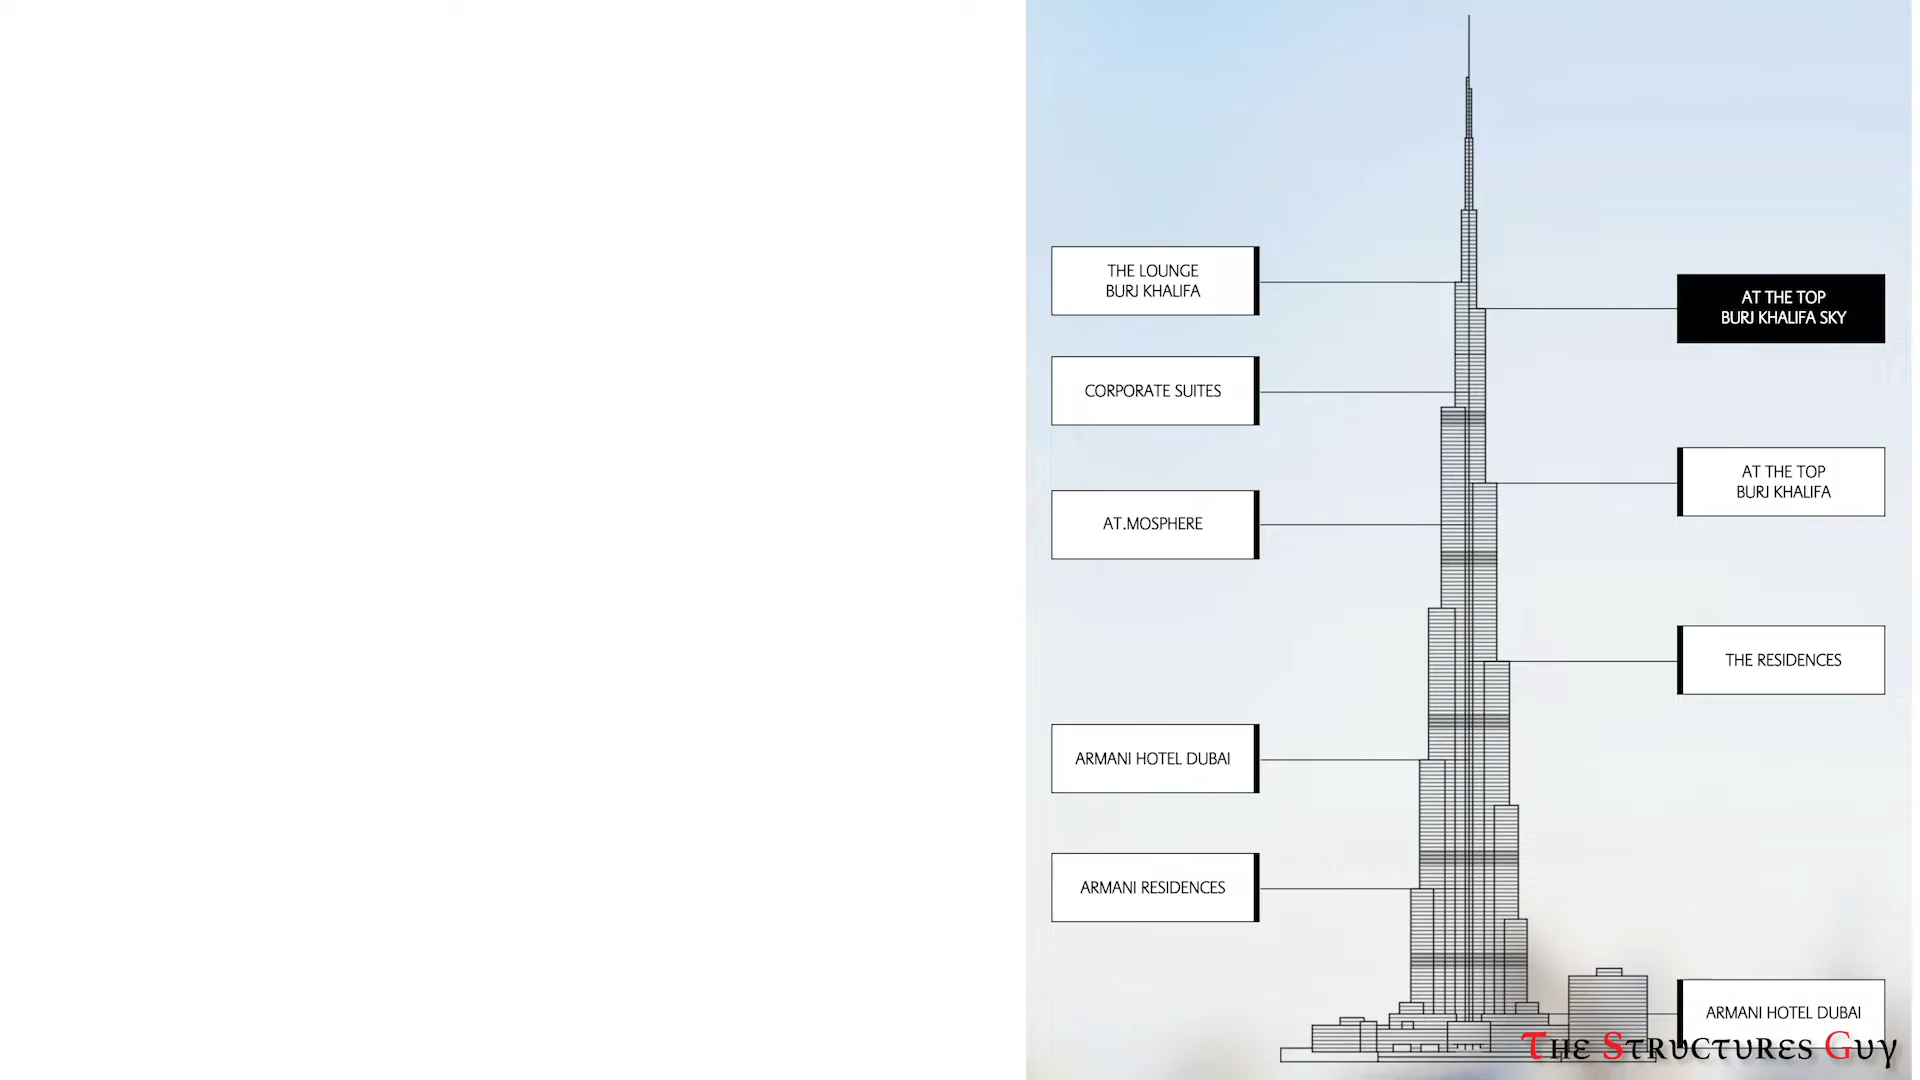 THE LOUNGE
BURJ KHALIFA
AT THE TOP
BURJ KHALIFA SKY
CORPORATE SUITES
AT THE TOP
BURJ KHALIFA
AT.MOSPHERE
THE RESIDENCES
ARMANI HOTEL DUBAI
ARMANI RESIDENCES
ARMANI HOTEL DUBAI
THE STRUCTURES GUY